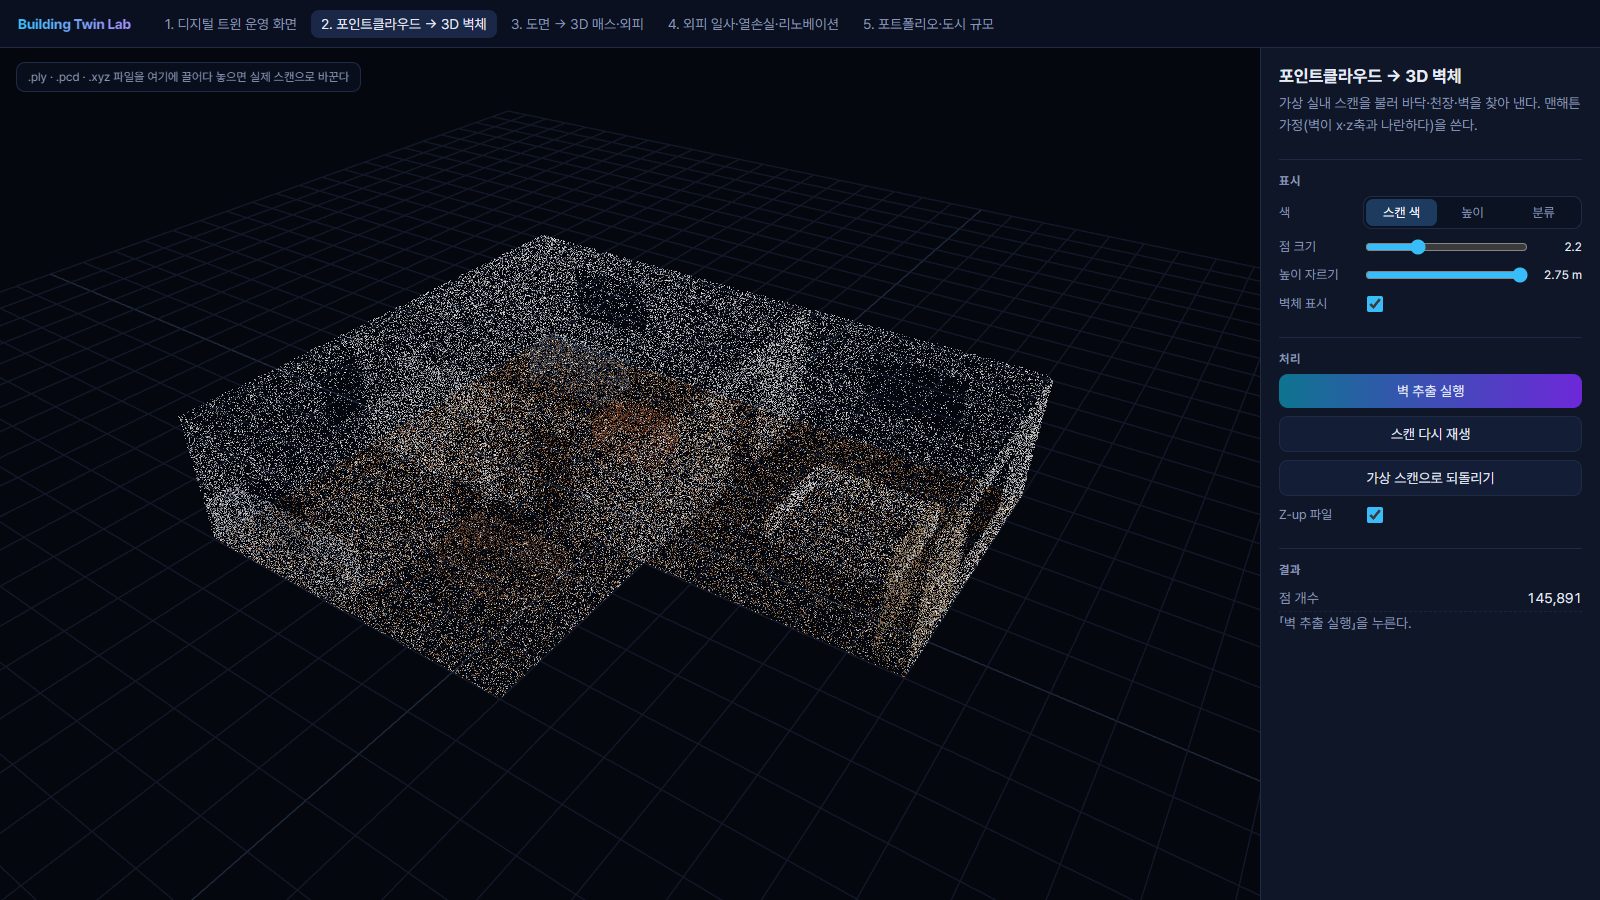 Building Twin Lab
1. 디지털 트윈 운영 화면
2. 포인트클라우드 → 3D 벽체
3. 도면 → 3D 매스·외피
4. 외피 일사·열손실·리노베이션
5. 포트폴리오·도시 규모
.ply · .pcd · .xyz 파일을 여기에 끌어다 놓으면 실제 스캔으로 바꾼다
포인트클라우드 → 3D 벽체
가상 실내 스캔을 불러 바닥·천장·벽을 찾아 낸다. 맨해튼
가정(벽이 x·z축과 나란하다)을 쓴다.
표시
색 스캔 색 높이 분류
점 크기 2.2
높이 자르기 2.75 m
벽체 표시
처리
벽 추출 실행
스캔 다시 재생
가상 스캔으로 되돌리기
Z-up 파일
결과
점 개수 145,891
「벽 추출 실행」을 누른다.